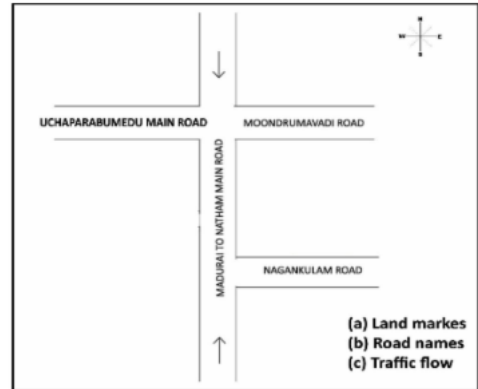 N
W E
S
UCHAPARABUMEDU MAIN ROAD
MOONDRUMAVADI ROAD
MADURAI TO NATHAM MAIN ROAD
NAGANKULAM ROAD
(a) Land markes
(b) Road names
(c) Traffic flow